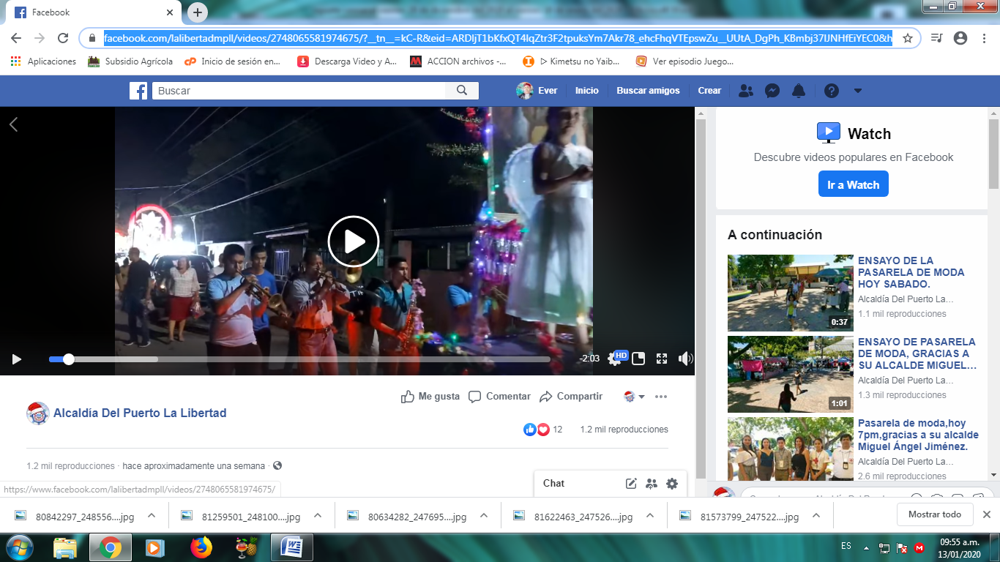 Facebook
facebook.com/lalibertadmpll/videos/2748065581974675/?__tn__=kC-R&eid=ARDljT1bKfxQT4lqZtr3F2tpuksYm7Akr78_ehcFhqVTEpswZu__UUtA_DgPh_KBmbj37lJNHfEiYEC0&h
Aplicaciones
Subsidio Agrícola
Inicio de sesión en...
Descarga Video y A...
ACCION archivos -...
▷ Kimetsu no Yaib...
Ver episodio Juego...
Buscar
Ever
Inicio
Buscar amigos
Crear
-2:03
HD
Watch
Descubre videos populares en Facebook
Ir a Watch
A continuación
ENSAYO DE LA
PASARELA DE MODA
HOY SABADO.
Alcaldía Del Puerto La...
1.1 mil reproducciones
0:37
ENSAYO DE PASARELA
DE MODA, GRACIAS A
SU ALCALDE MIGUEL...
Alcaldía Del Puerto La...
1.3 mil reproducciones
1:01
Pasarela de moda,hoy
7pm,gracias a su alcalde
Miguel Ángel Jiménez.
Alcaldía Del Puerto La...
2.6 mil reproducciones
Me gusta
Comentar
Compartir
Alcaldía Del Puerto La Libertad
12
1.2 mil reproducciones
1.2 mil reproducciones · hace aproximadamente una semana ·
https://www.facebook.com/lalibertadmpll/videos/2748065581974675/
Chat
80842297_248556....jpg
81259501_248100....jpg
80634282_247695....jpg
81622463_247526....jpg
81573799_247522....jpg
Mostrar todo
ES
09:55 a.m.
13/01/2020